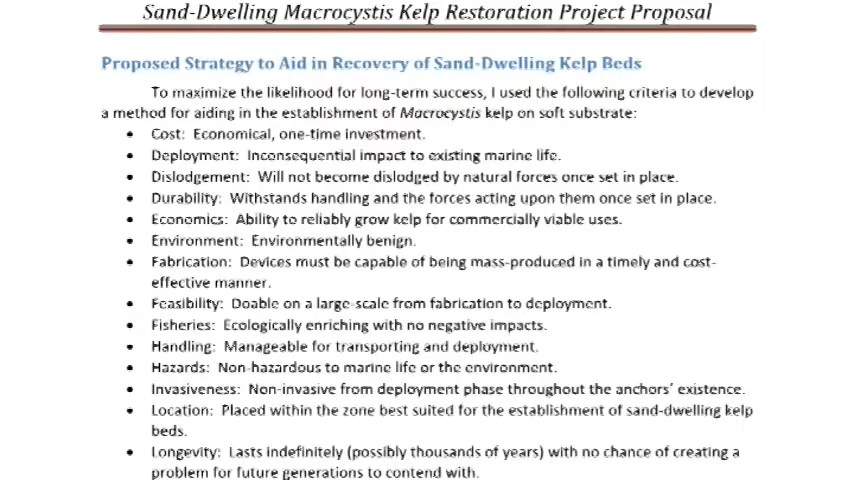 Sand-Dwelling Macrocystis Kelp Restoration Project Proposal
Proposed Strategy to Aid in Recovery of Sand-Dwelling Kelp Beds
To maximize the likelihood for long-term success, I used the following criteria to develop
a method for aiding in the establishment of Macrocystis kelp on soft substrate:
• Cost: Economical, one-time investment.
• Deployment: Inconsequential impact to existing marine life.
• Dislodgement: Will not become dislodged by natural forces once set in place.
• Durability: Withstands handling and the forces acting upon them once set in place.
• Economics: Ability to reliably grow kelp for commercially viable uses.
• Environment: Environmentally benign.
• Fabrication: Devices must be capable of being mass-produced in a timely and cost-
effective manner.
• Feasibility: Doable on a large-scale from fabrication to deployment.
• Fisheries: Ecologically enriching with no negative impacts.
• Handling: Manageable for transporting and deployment.
• Hazards: Non-hazardous to marine life or the environment.
• Invasiveness: Non-invasive from deployment phase throughout the anchors' existence.
• Location: Placed within the zone best suited for the establishment of sand-dwelling kelp
beds.
• Longevity: Lasts indefinitely (possibly thousands of years) with no chance of creating a
problem for future generations to contend with.